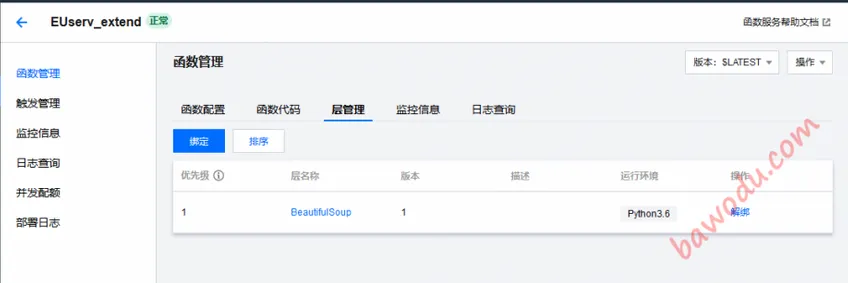 EUserv_extend 正常 函数服务帮助文档
函数管理
触发管理
监控信息
日志查询
并发配额
部署日志
函数管理 版本：$LATEST 操作
函数配置 函数代码 层管理 监控信息 日志查询
绑定 排序
优先级 层名称 版本 描述 运行环境 操作
1 BeautifulSoup 1 Python3.6 解绑
bawodu.com